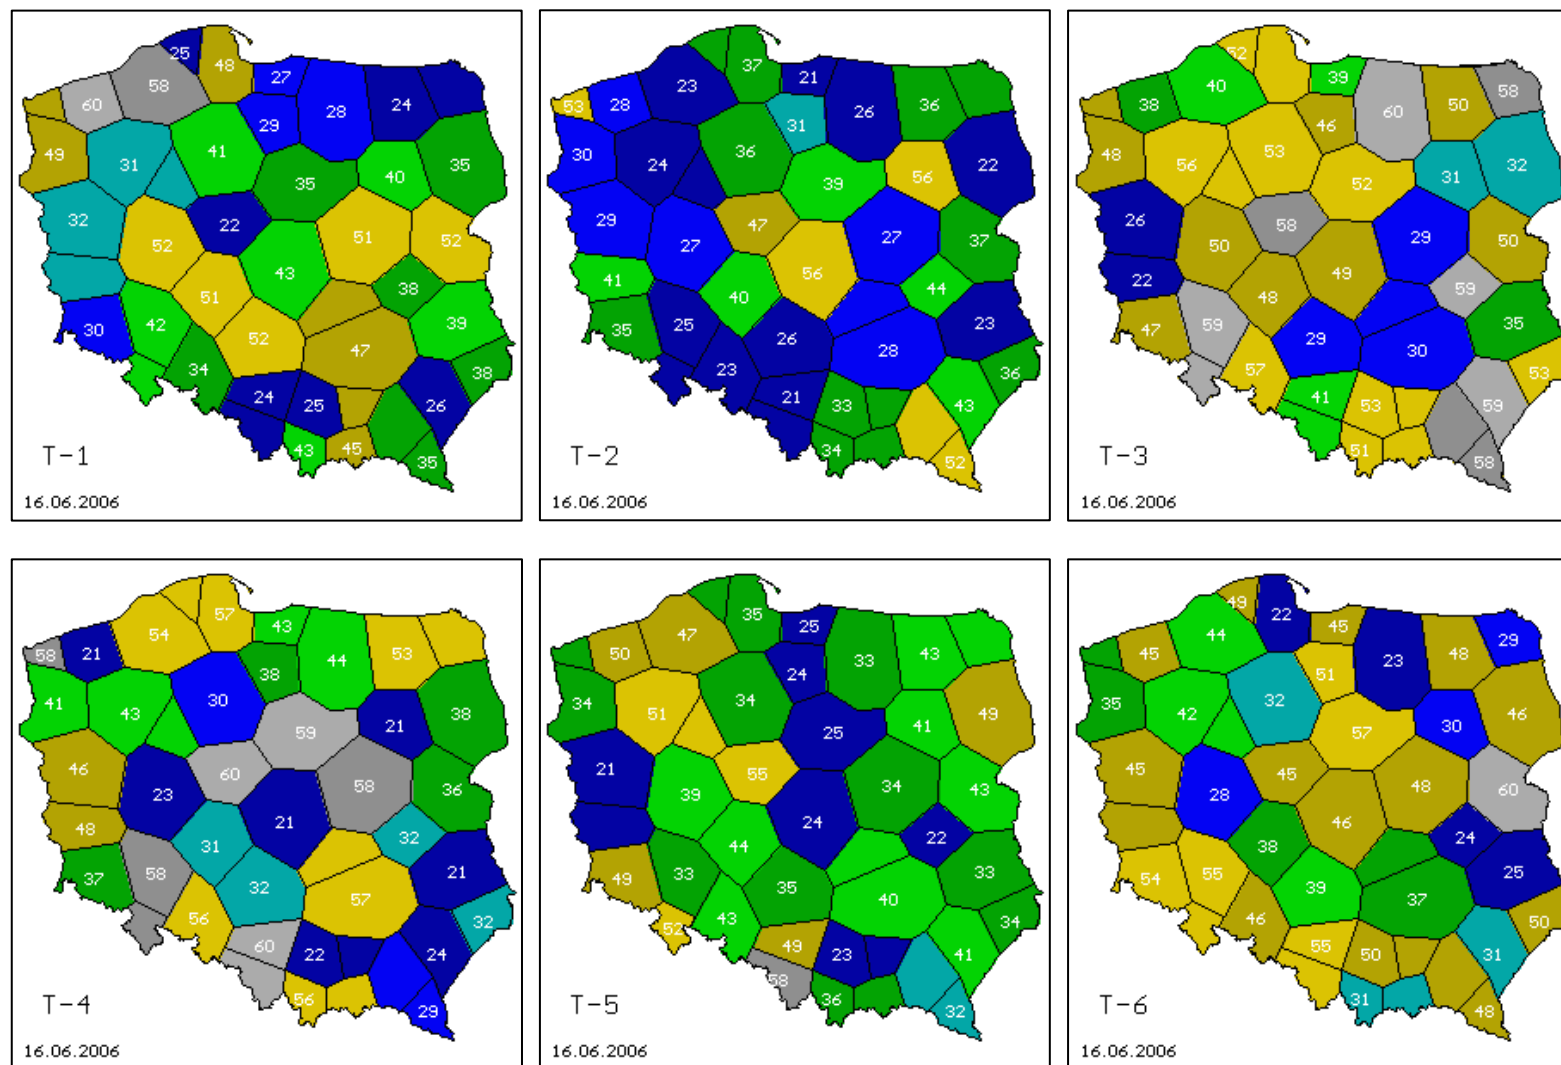 25 48
27
60 58 28 24
29
49 31 41 35
35 40
32 22
52 51 52
43
51 38
30 42 39
52 47
34 38
24 25 26
43 45 35
T-1
16.06.2006
37 21
53 28 23 26 36
31
30 24 36 22
39 56
29 47
27 27 37
56
41 40 44
35 25 23
26 28
23 36
21 33 43
34 52
T-2
16.06.2006
52
39
38 40 60 50 58
46
48 56 53 32
52 31
26 58
50 29 50
22 49 59
48
47 59 35
29 30
57 53
41 53 59
51 58
T-3
16.06.2006
57
54 43
58 21 44 53
38
41 43 30 38
59 21
46 60
23 58 36
48 21 32
31
37 58 21
32 57
56 32
60 22 24
56 29
T-4
16.06.2006
35 25
50 47 33 43
24
34 51 34 49
25 41
21 55
39 34 43
24 22
44
49 33 33
35 40
52 43 34
49 23 41
58 36 32
T-5
16.06.2006
49 22
45
45 44 23 48 29
51
35 42 32 46
57 30
45 45
28 48 60
46 24
38
54 55 25
39 37
46 50
55 50 31
31 48
T-6
16.06.2006